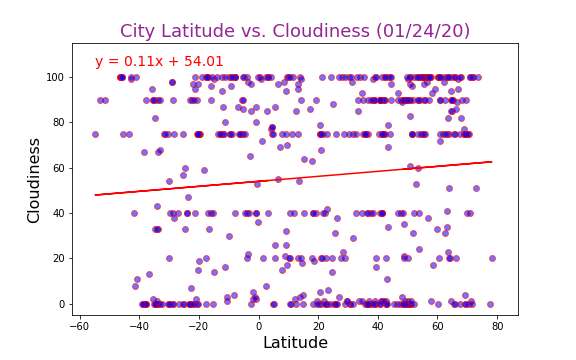 City Latitude vs. Cloudiness (01/24/20)
y = 0.11x + 54.01
100
80
60
40
20
0
Cloudiness
−60 −40 −20 0 20 40 60 80
Latitude